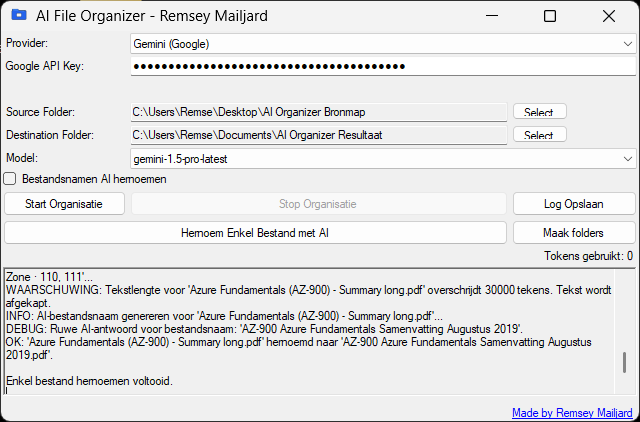 AI File Organizer - Remsey Mailjard
Provider: Gemini (Google)
Google API Key: ●●●●●●●●●●●●●●●●●●●●●●●●●●●●●●●●●●●●●●●
Source Folder: C:\Users\Remse\Desktop\AI Organizer Bronmap Select
Destination Folder: C:\Users\Remse\Documents\AI Organizer Resultaat Select
Model: gemini-1.5-pro-latest
Bestandsnamen AI hernoemen
Start Organisatie Stop Organisatie Log Opslaan
Hernoem Enkel Bestand met AI Maak folders
Tokens gebruikt: 0
Zone · 110, 111'...
WAARSCHUWING: Tekstlengte voor 'Azure Fundamentals (AZ-900) - Summary long.pdf' overschrijdt 30000 tokens. Tekst wordt
afgekapt.
INFO: AI-bestandsnaam genereren voor 'Azure Fundamentals (AZ-900) - Summary long.pdf'...
DEBUG: Ruwe AI-antwoord voor bestandsnaam: 'AZ-900 Azure Fundamentals Samenvatting Augustus 2019'.
OK: 'Azure Fundamentals (AZ-900) - Summary long.pdf' hernoemd naar 'AZ-900 Azure Fundamentals Samenvatting Augustus
2019.pdf'.
Enkel bestand hernoemen voltooid.
Made by Remsey Mailjard